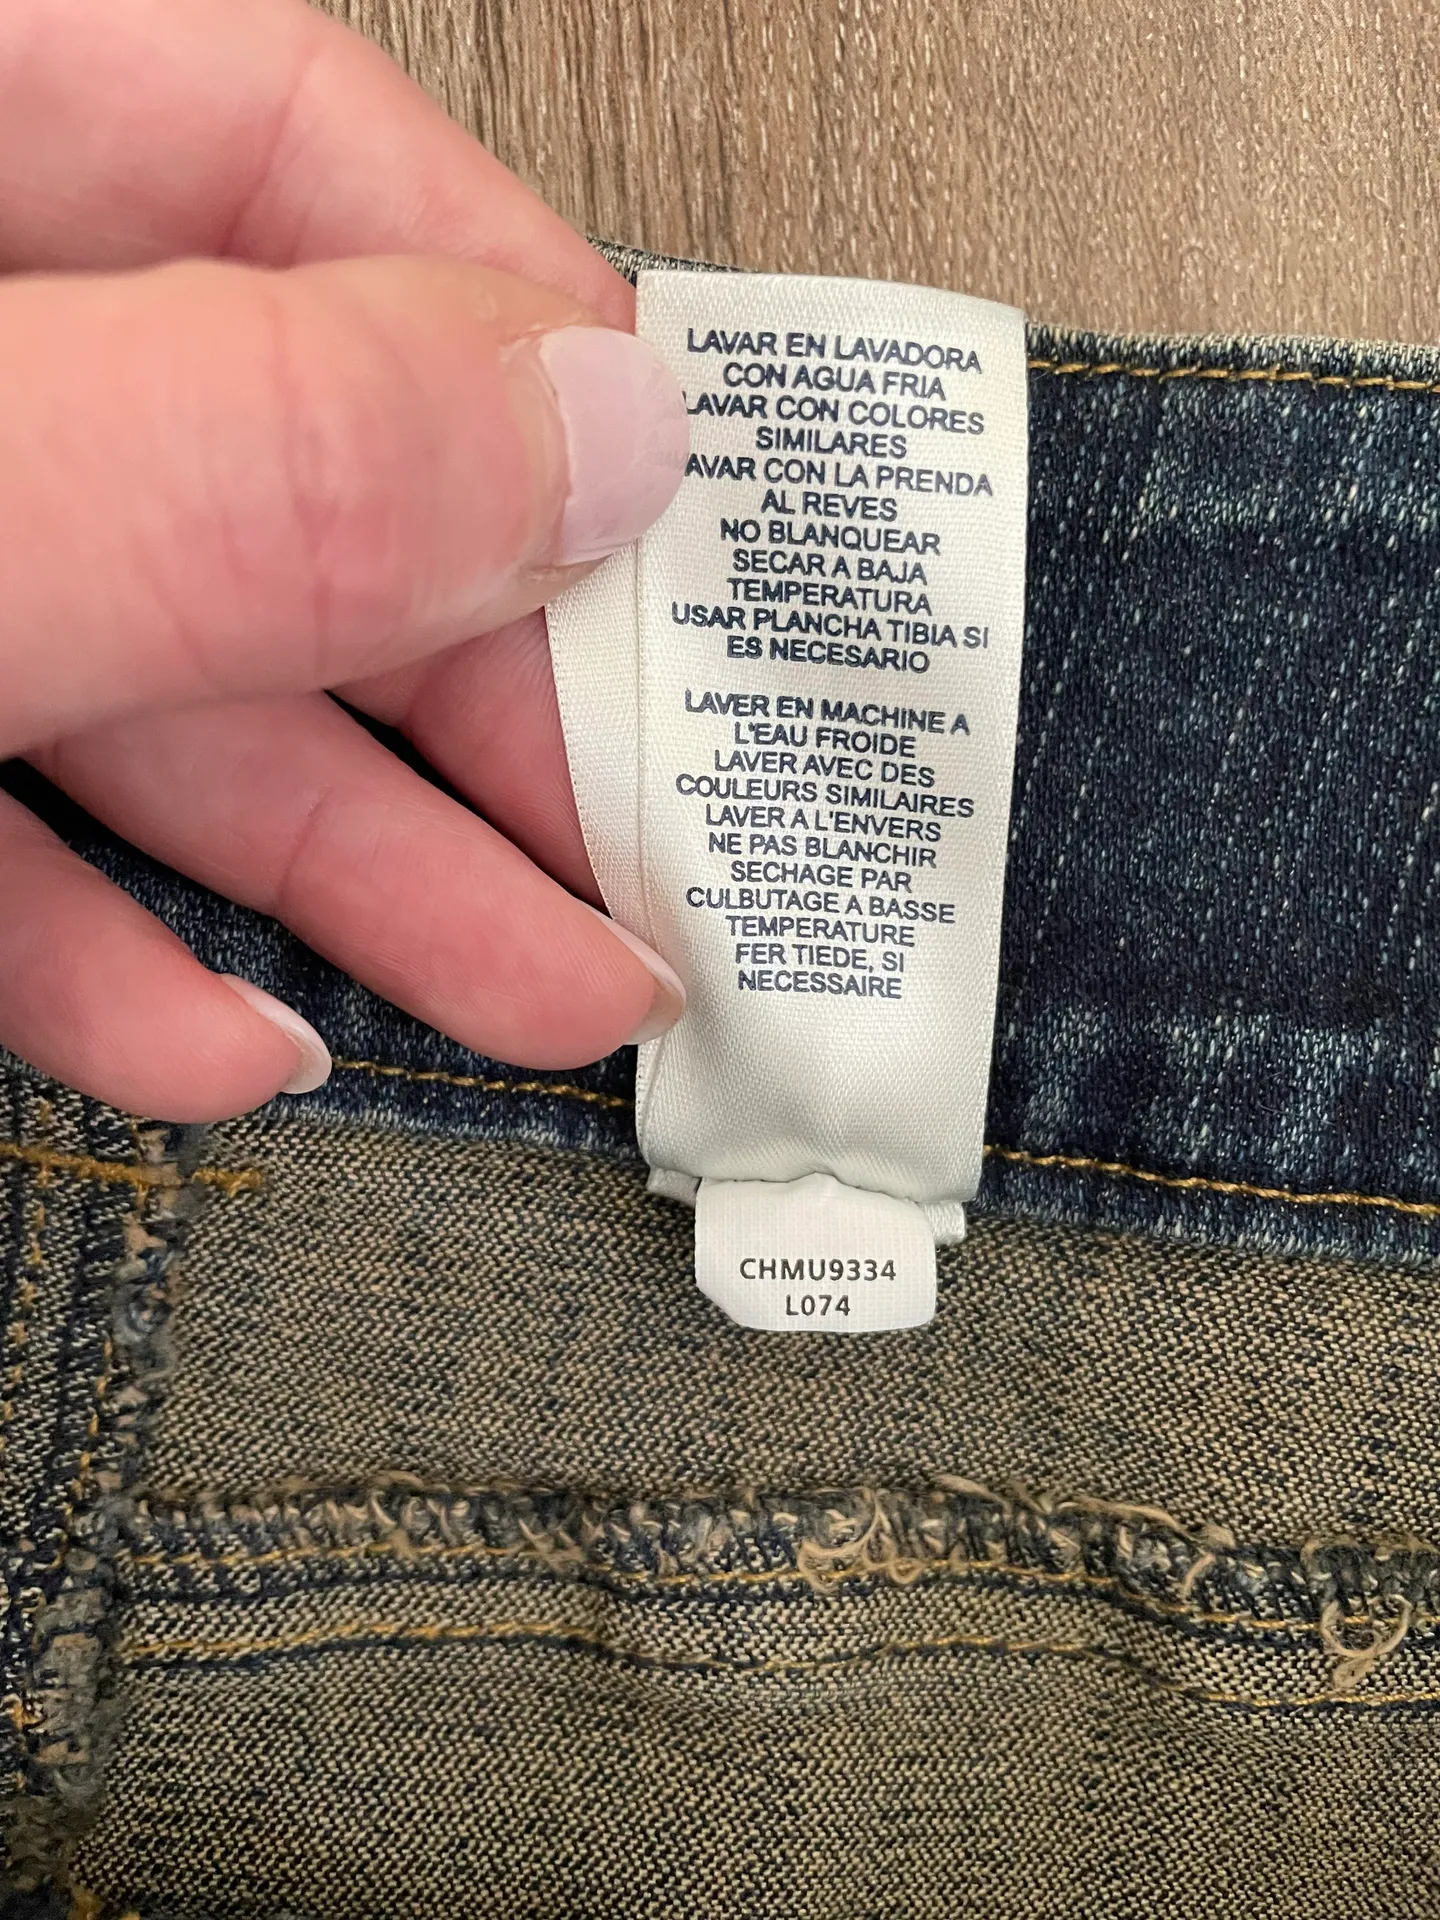 LAVAR EN LAVADORA
CON AGUA FRIA
LAVAR CON COLORES
SIMILARES
AVAR CON LA PRENDA
AL REVES
NO BLANQUEAR
SECAR A BAJA
TEMPERATURA
USAR PLANCHA TIBIA SI
ES NECESARIO
LAVER EN MACHINE A
L'EAU FROIDE
LAVER AVEC DES
COULEURS SIMILAIRES
LAVER A L'ENVERS
NE PAS BLANCHIR
SECHAGE PAR
CULBUTAGE A BASSE
TEMPERATURE
FER TIEDE, SI
NECESSAIRE
CHMU9334
L074